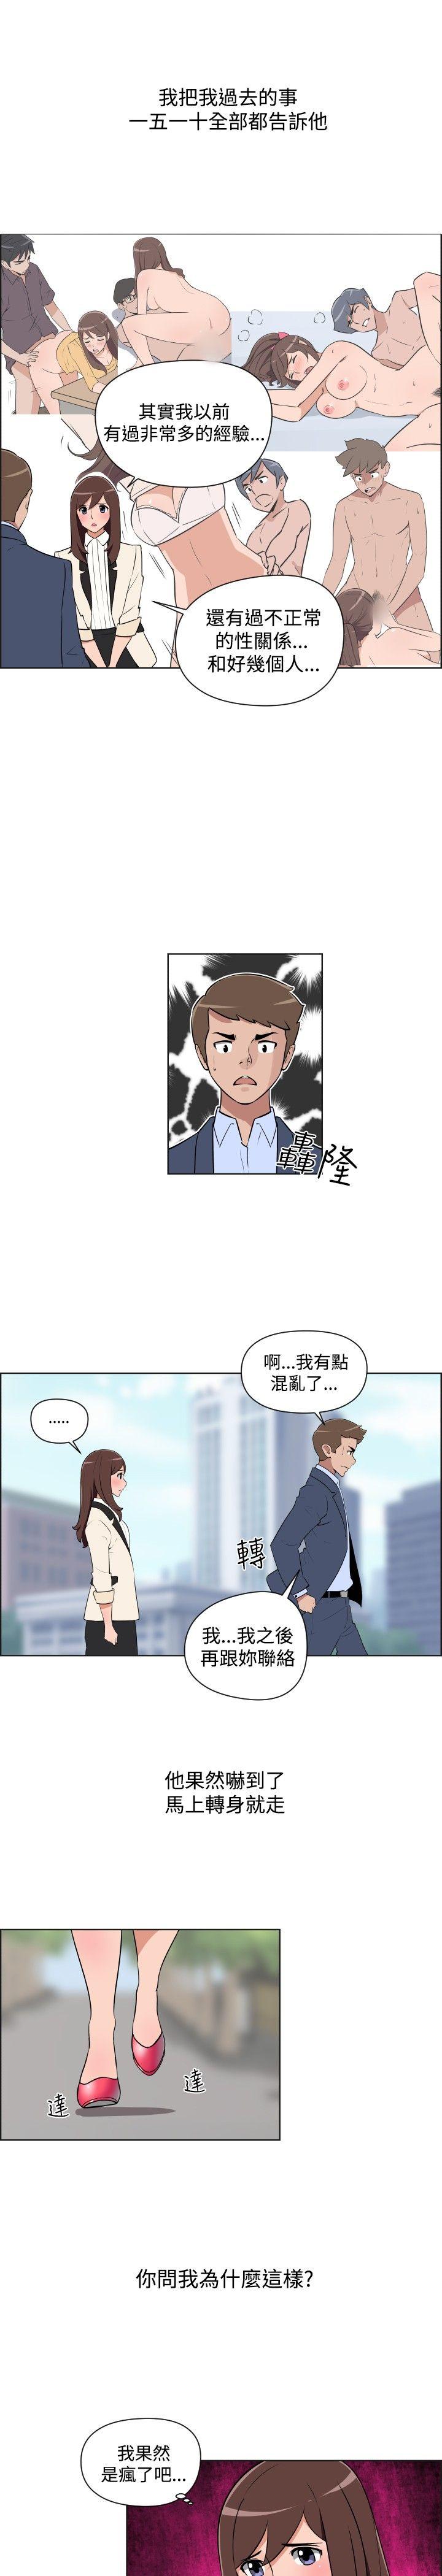 我把我過去的事
一五一十全部都告訴他
其實我以前
有過非常多的經驗...
還有過不正常
的性關係...
和好幾個人...
轟隆
啊...我有點
混亂了...
.....
轉
我...我之後
再跟妳聯絡
他果然嚇到了
馬上轉身就走
達
達
你問我為什麼這樣?
我果然
是瘋了吧...